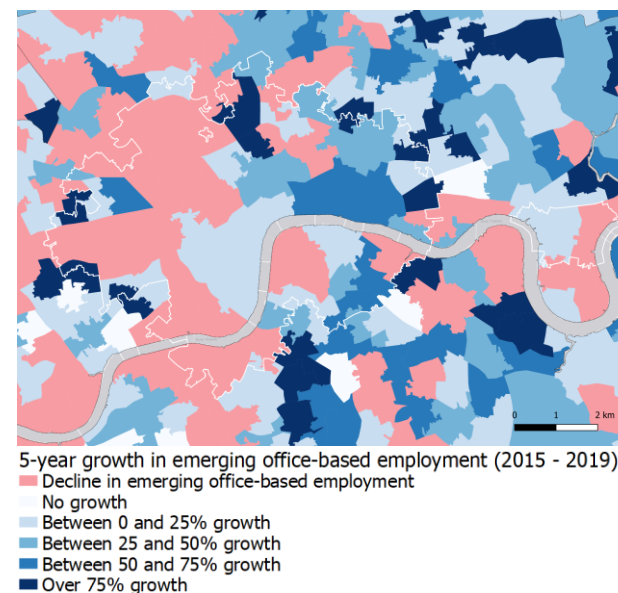 0 1 2 km
5-year growth in emerging office-based employment (2015 - 2019)
Decline in emerging office-based employment
No growth
Between 0 and 25% growth
Between 25 and 50% growth
Between 50 and 75% growth
Over 75% growth